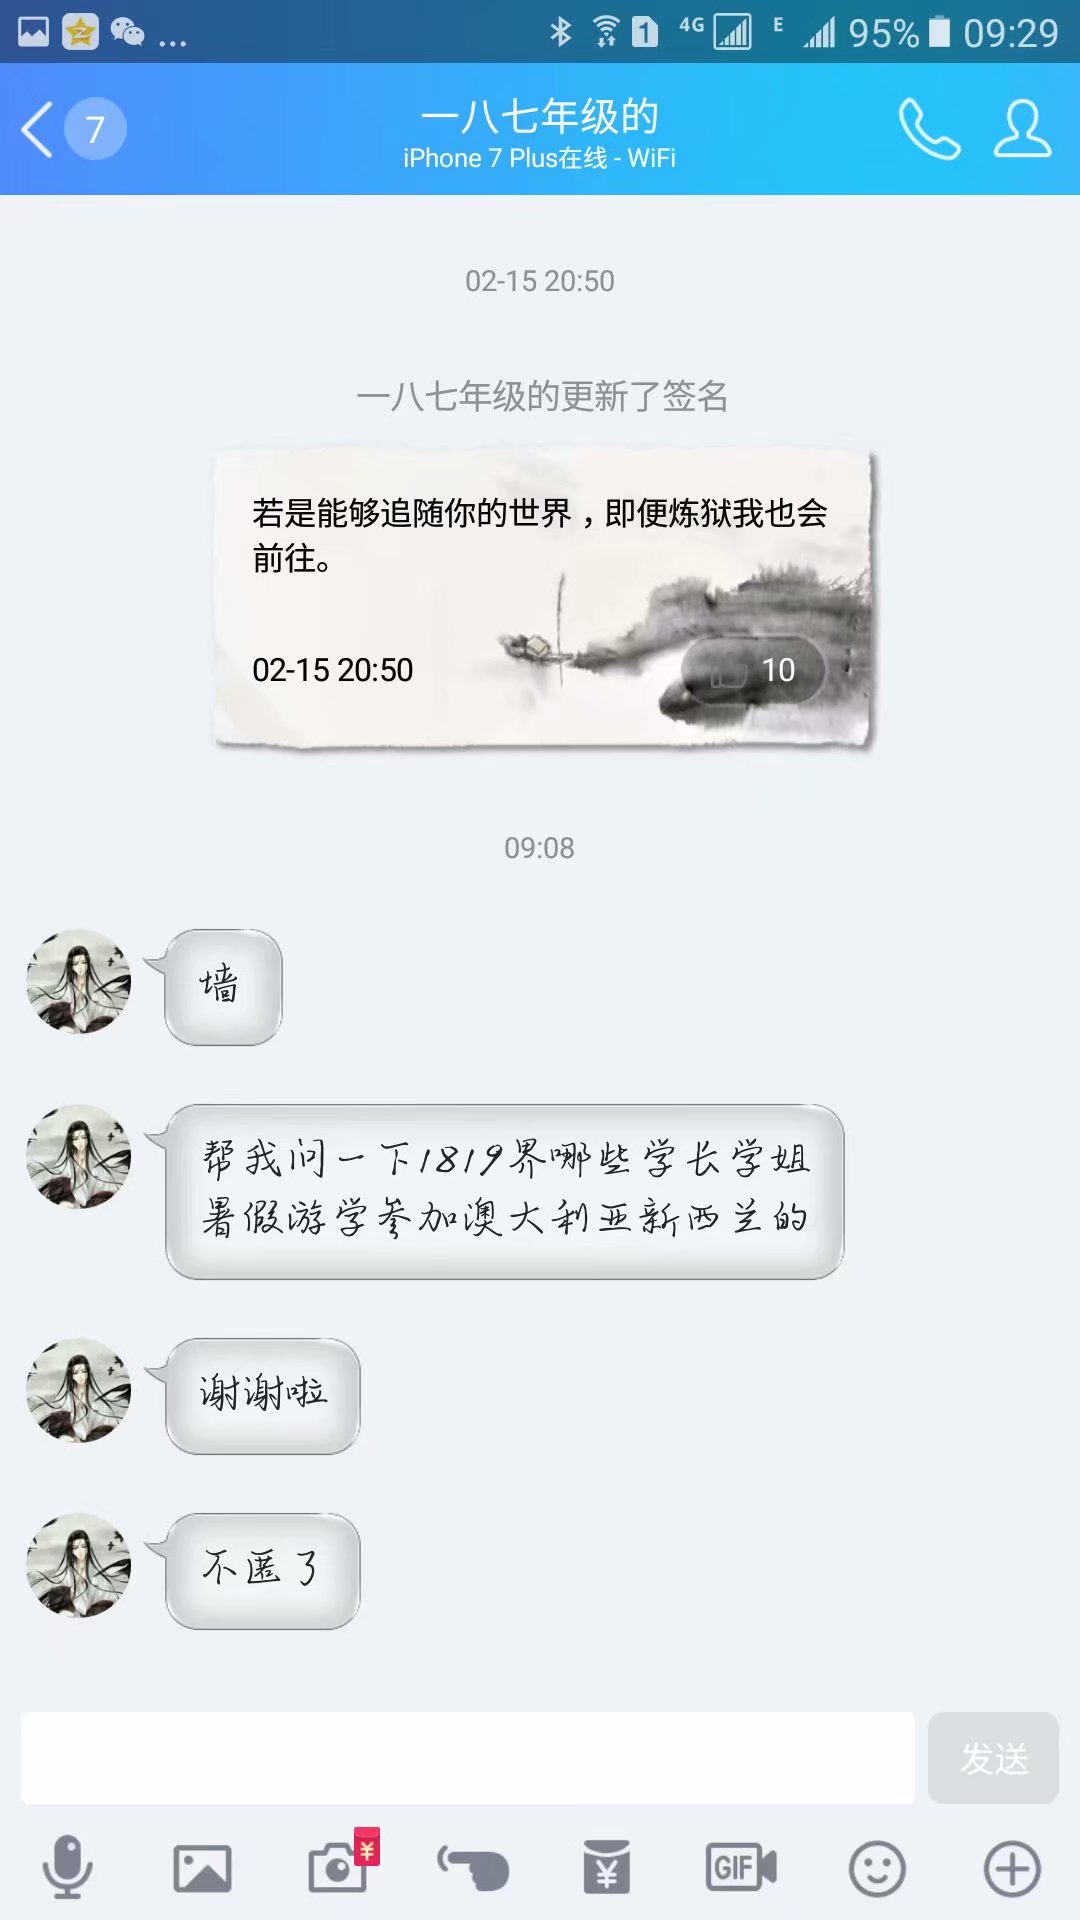 ... 1 4G E 95% 09:29
7 一八七年级的
iPhone 7 Plus在线 - WiFi
02-15 20:50
一八七年级的更新了签名
若是能够追随你的世界，即便炼狱我也会
前往。
02-15 20:50 10
09:08
墙
帮我问一下1819界哪些学长学姐
暑假游学参加澳大利亚新西兰的
谢谢啦
不匿了
发送
¥ ¥ GIF